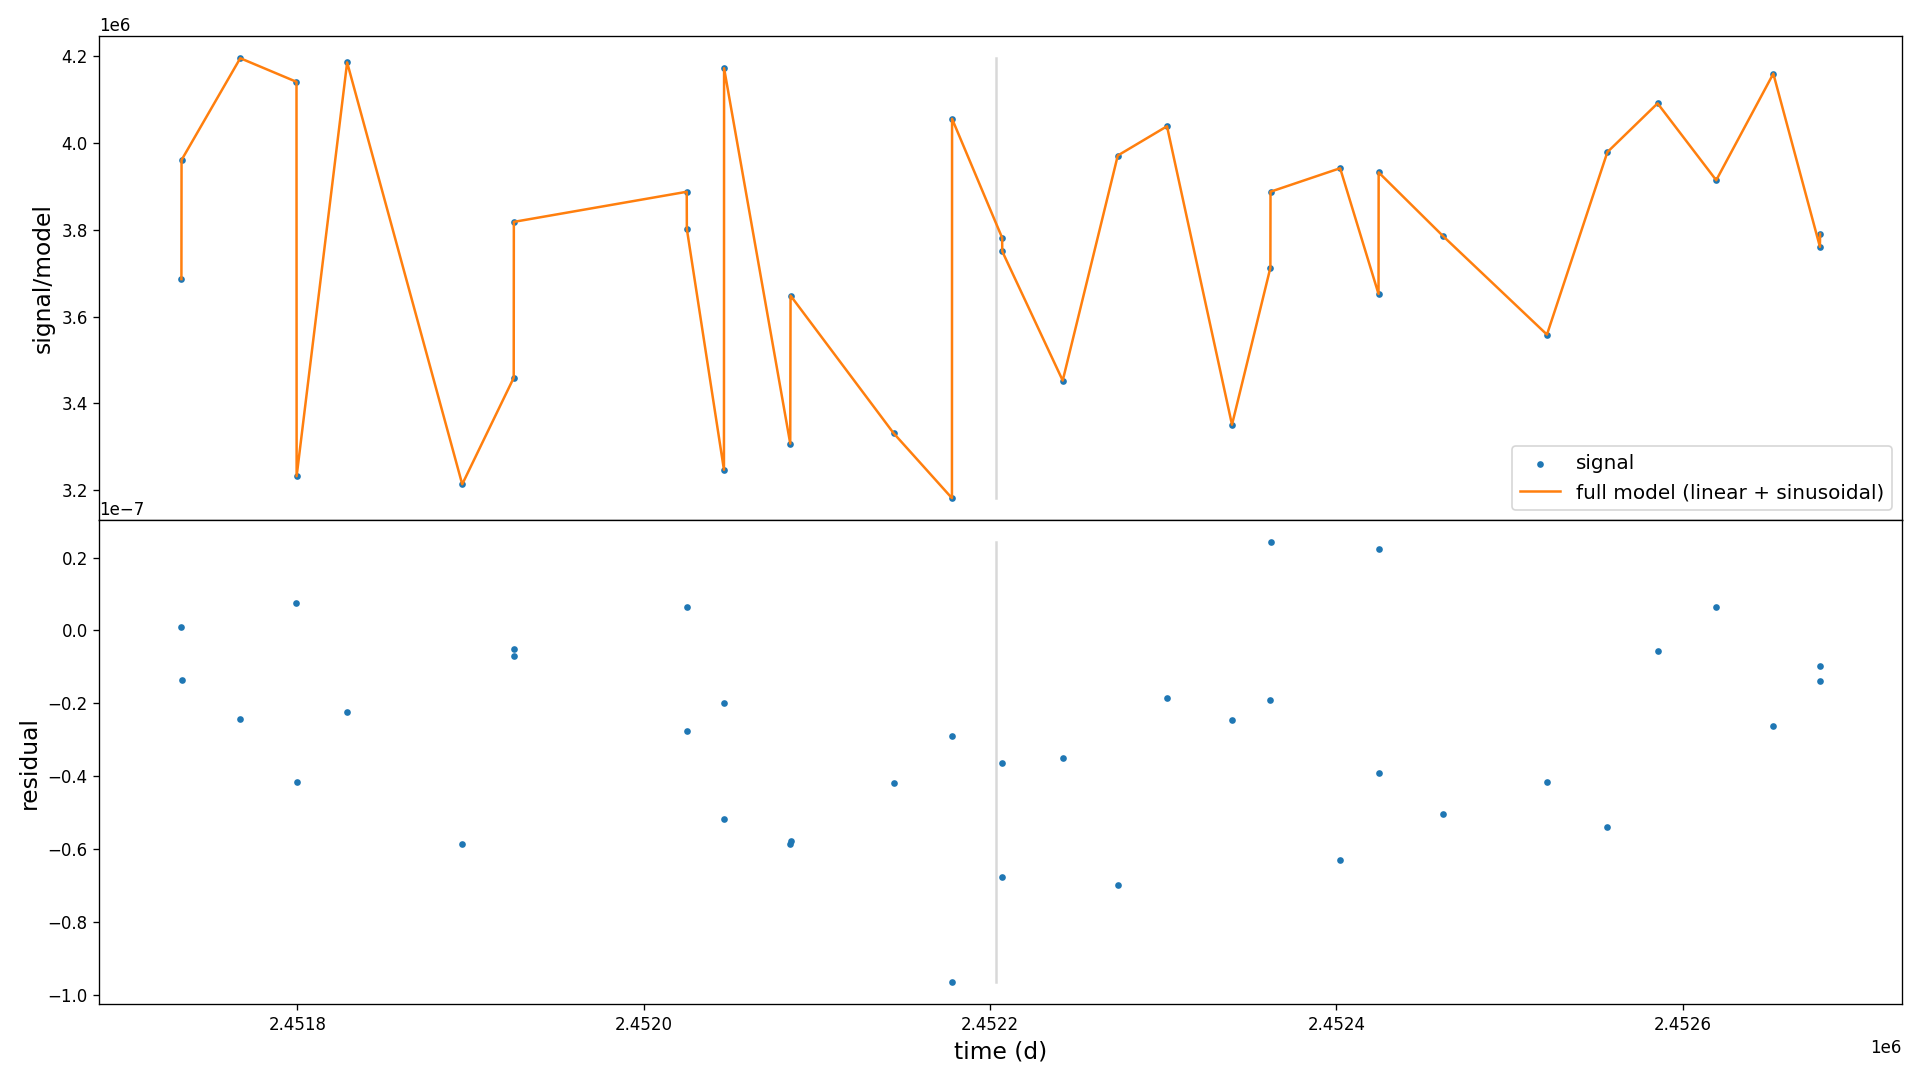 1e6
4.2
4.0
3.8
3.6
3.4
3.2
signal/model
signal
full model (linear + sinusoidal)
1e−7
0.2
0.0
−0.2
−0.4
−0.6
−0.8
−1.0
residual
2.4518
2.4520
2.4522
2.4524
2.4526
time (d)
1e6